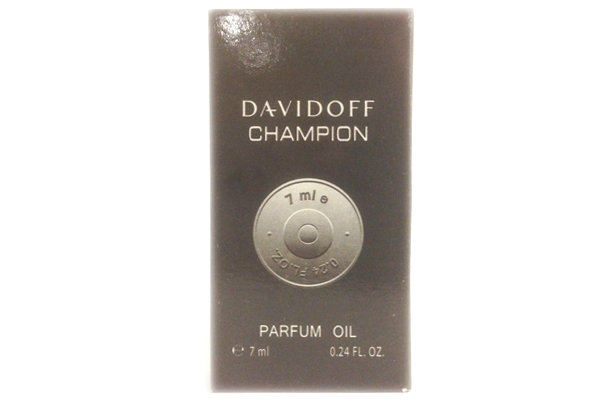 DAVIDOFF
CHAMPION
7 ml e
0.24 FL.OZ.
PARFUM OIL
℮ 7 ml 0.24 FL. OZ.